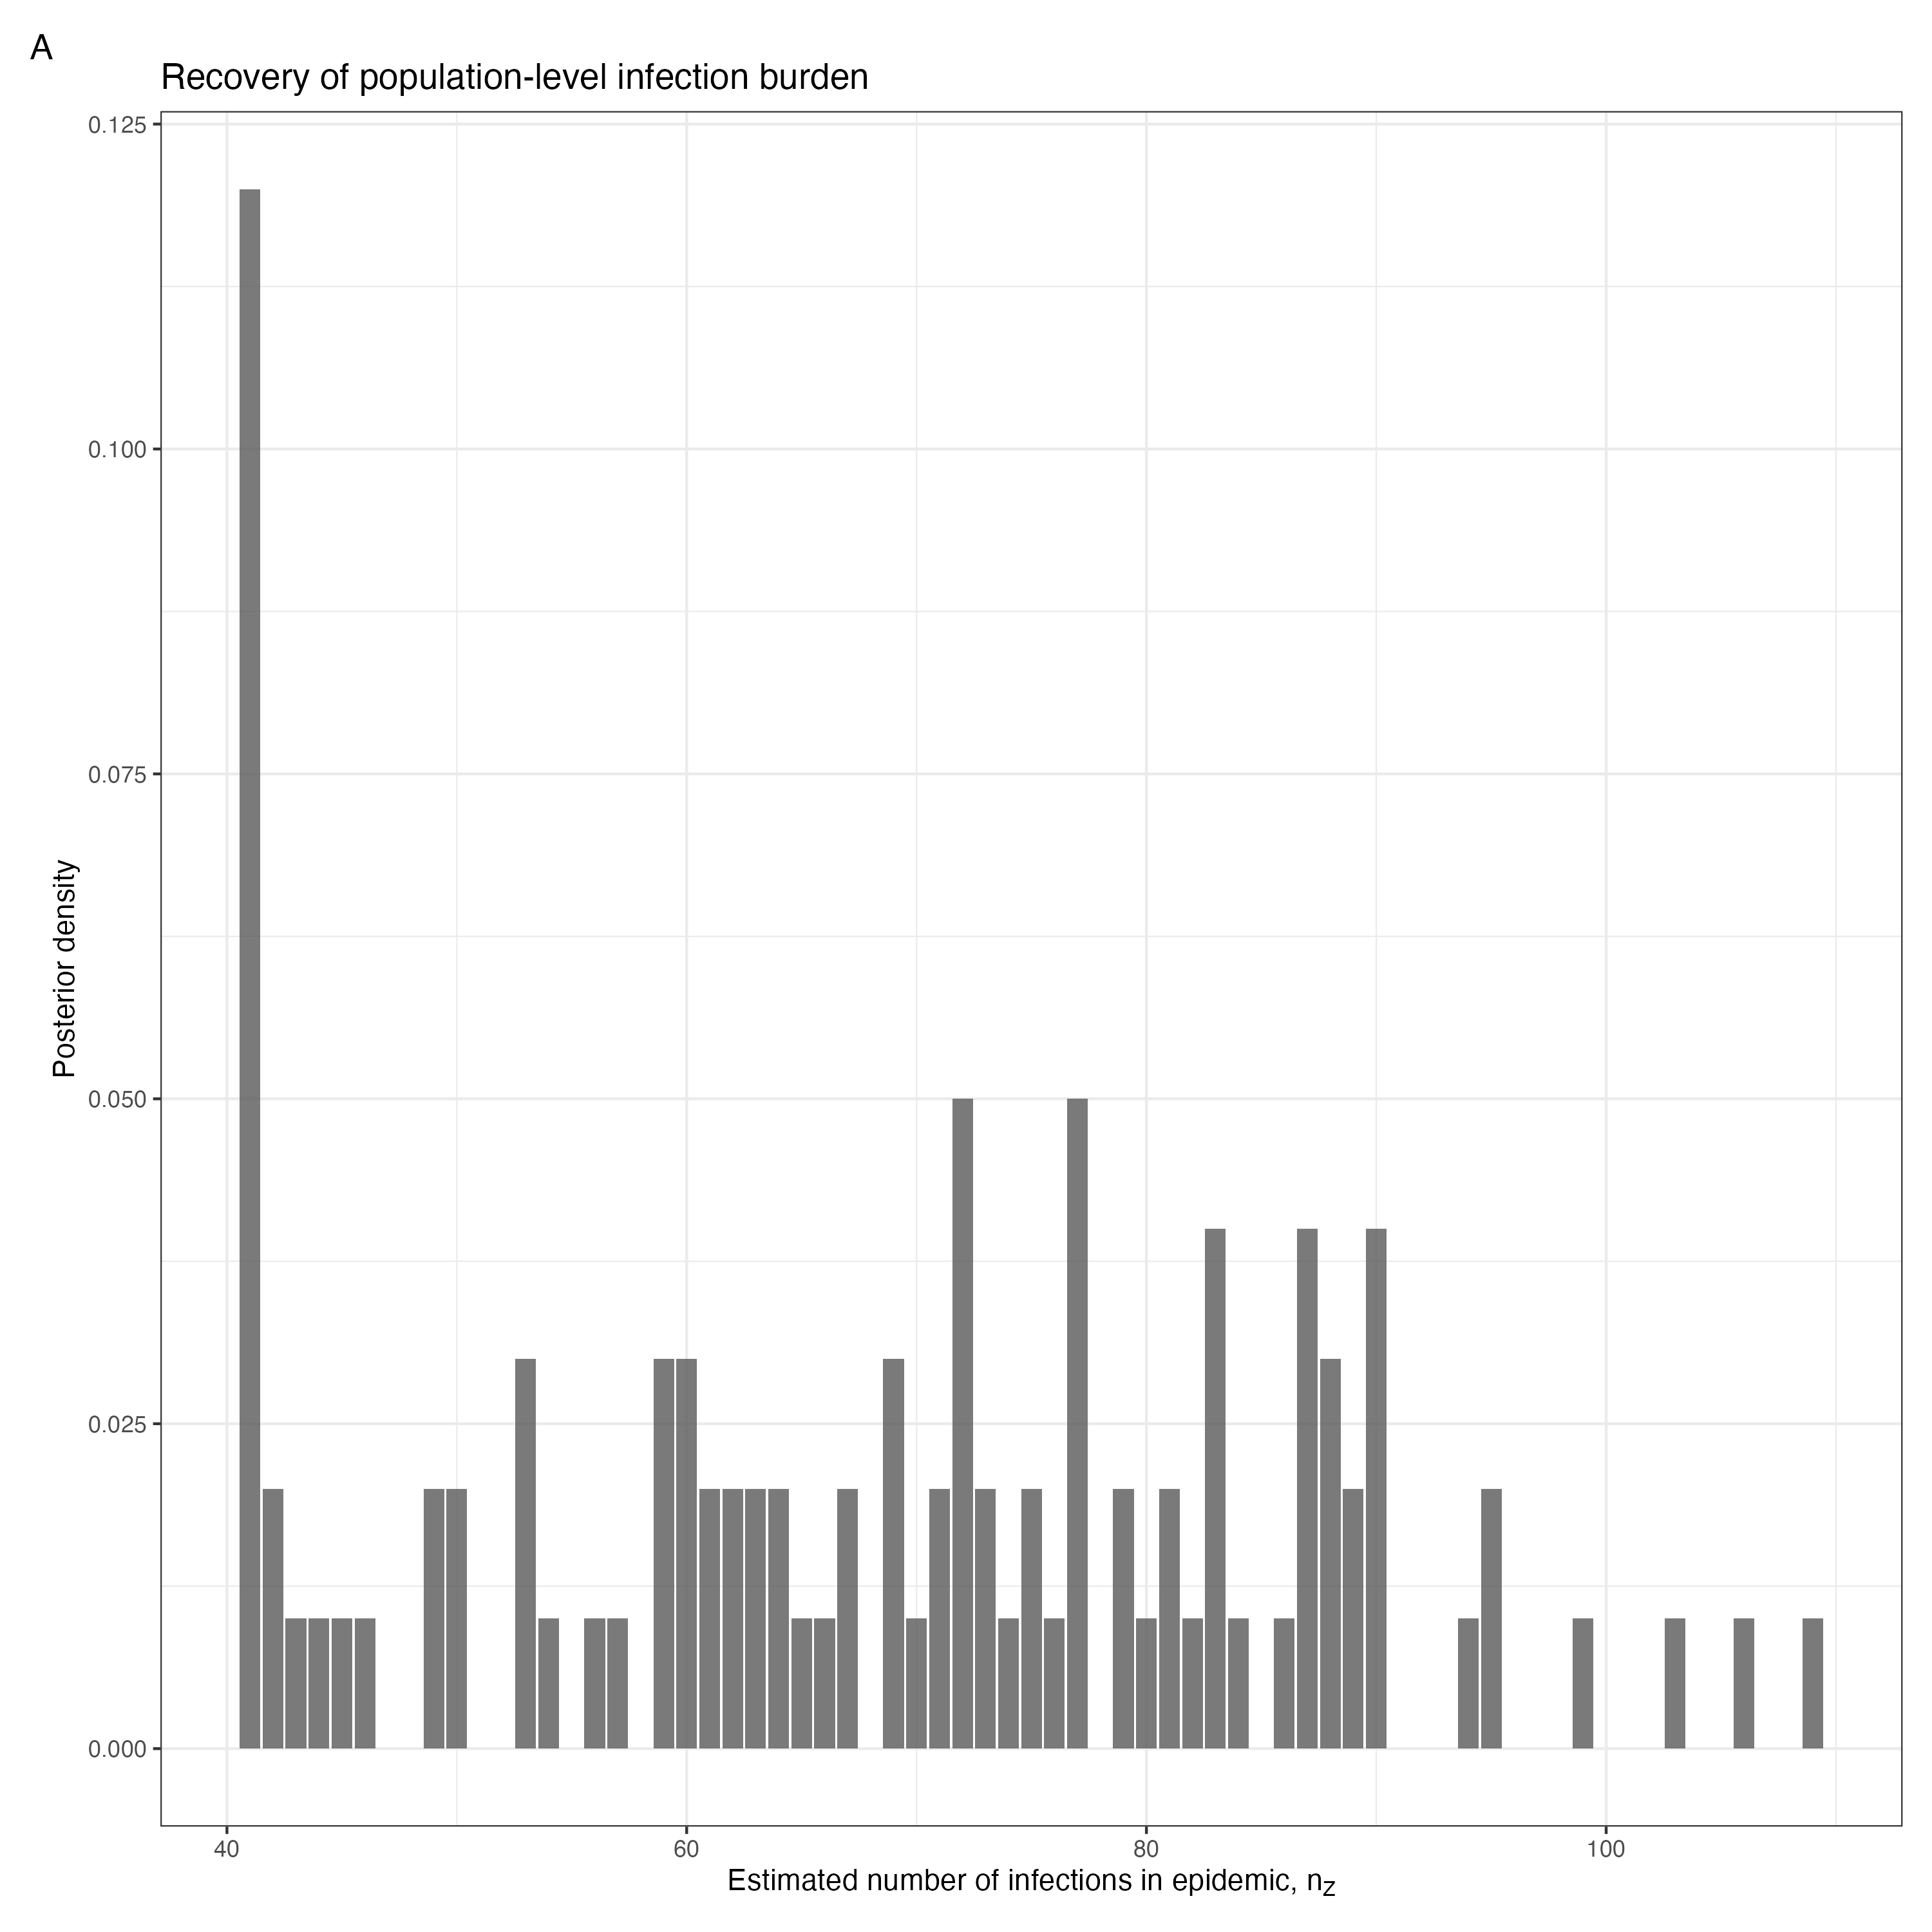 A
Recovery of population-level infection burden
Posterior density
0.125
0.100
0.075
0.050
0.025
0.000
40 60 80 100
Estimated number of infections in epidemic, nZ